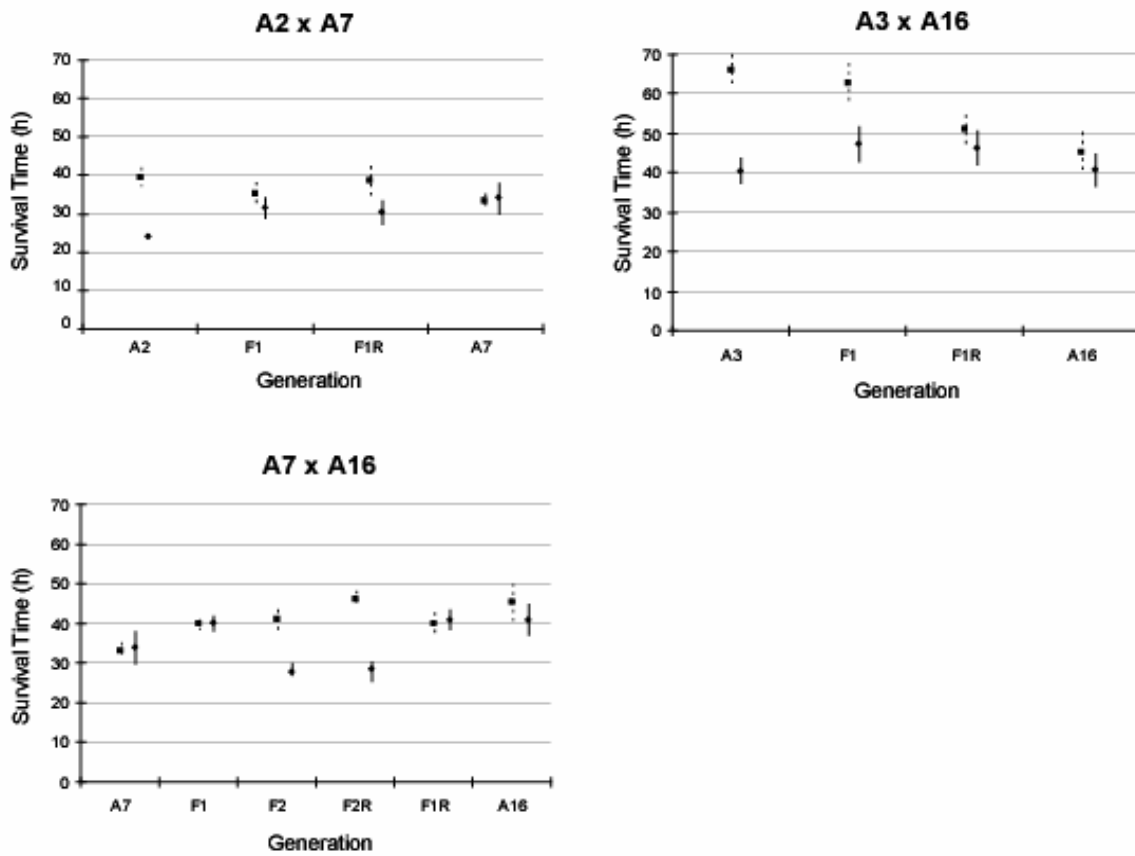 A2 x A7
70
60
50
40
30
20
10
0
Survival Time (h)
A2 F1 F1R A7
Generation
A3 x A16
70
60
50
40
30
20
10
0
Survival Time (h)
A3 F1 F1R A16
Generation
A7 x A16
70
60
50
40
30
20
10
0
Survival Time (h)
A7 F1 F2 F2R F1R A16
Generation